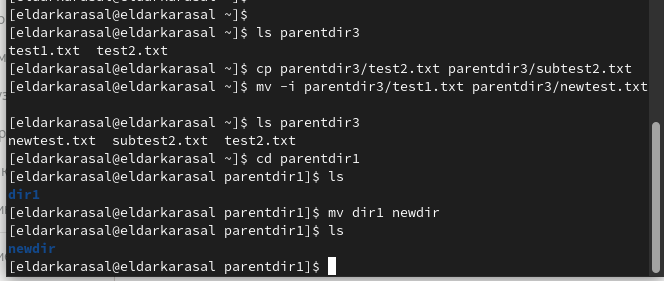 [eldarkarasal@eldarkarasal ~]$
[eldarkarasal@eldarkarasal ~]$ ls parentdir3
test1.txt  test2.txt
[eldarkarasal@eldarkarasal ~]$ cp parentdir3/test2.txt parentdir3/subtest2.txt
[eldarkarasal@eldarkarasal ~]$ mv -i parentdir3/test1.txt parentdir3/newtest.txt
[eldarkarasal@eldarkarasal ~]$ ls parentdir3
newtest.txt  subtest2.txt  test2.txt
[eldarkarasal@eldarkarasal ~]$ cd parentdir1
[eldarkarasal@eldarkarasal parentdir1]$ ls
dir1
[eldarkarasal@eldarkarasal parentdir1]$ mv dir1 newdir
[eldarkarasal@eldarkarasal parentdir1]$ ls
newdir
[eldarkarasal@eldarkarasal parentdir1]$